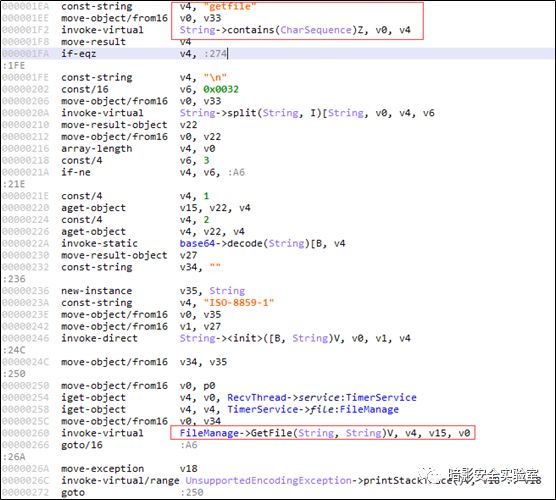 000001EE const-string v4, "getfile"
000001F2 move-object/from16 v0, v33
000001F2 invoke-virtual String->contains(CharSequence)Z, v0, v4
000001F8 move-result v4
000001FA if-eqz v4, :274
:1FE
000001FE const-string v4, "\n"
00000202 const/16 v6, 0x0032
00000206 move-object/from16 v0, v33
0000020A invoke-virtual String->split(String, I)[String, v0, v4, v6
00000210 move-result-object v22
00000212 move-object/from16 v0, v22
00000216 array-length v4, v0
00000218 const/4 v6, 3
0000021A if-ne v4, v6, :A6
:21E
0000021E const/4 v4, 1
00000220 aget-object v15, v22, v4
00000224 const/4 v4, 2
00000226 aget-object v4, v22, v4
0000022A invoke-static base64->decode(String)[B, v4
00000230 move-result-object v27
00000232 const-string v34, ""
:236
00000236 new-instance v35, String
0000023A const-string v4, "ISO-8859-1"
0000023E move-object/from16 v0, v35
00000242 move-object/from16 v1, v27
00000246 invoke-direct String-><init>([B, String)V, v0, v1, v4
:24C
0000024C move-object/from16 v34, v35
:250
00000250 move-object/from16 v0, p0
00000254 iget-object v4, v0, RecvThread->service:TimerService
00000258 iget-object v4, v4, TimerService->file:FileManage
0000025C move-object/from16 v0, v34
00000260 invoke-virtual FileManage->GetFile(String, String)V, v4, v15, v0
00000266 goto/16 :A6
:26A
0000026A move-exception v18
0000026C invoke-virtual/range UnsupportedEncodingException->printStackTrace()V, v18 .. v18
00000272 goto :250
暗影安全实验室